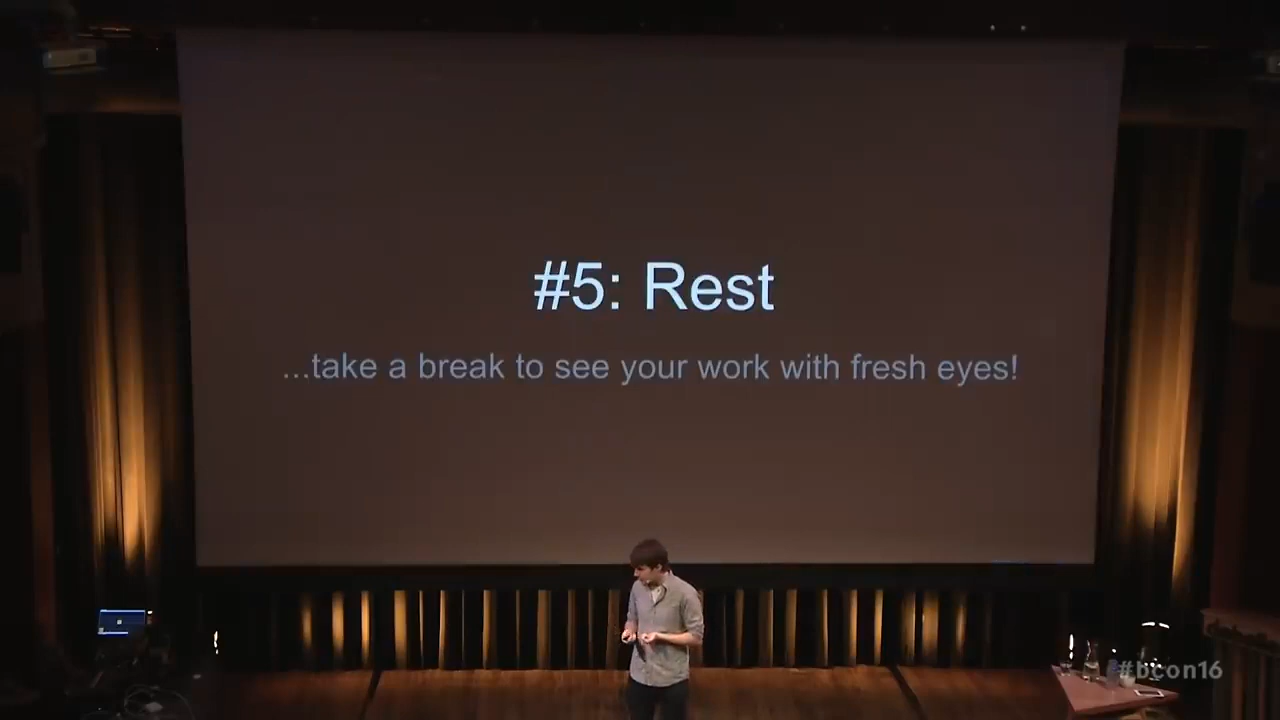 #5: Rest
...take a break to see your work with fresh eyes!
#bcon16